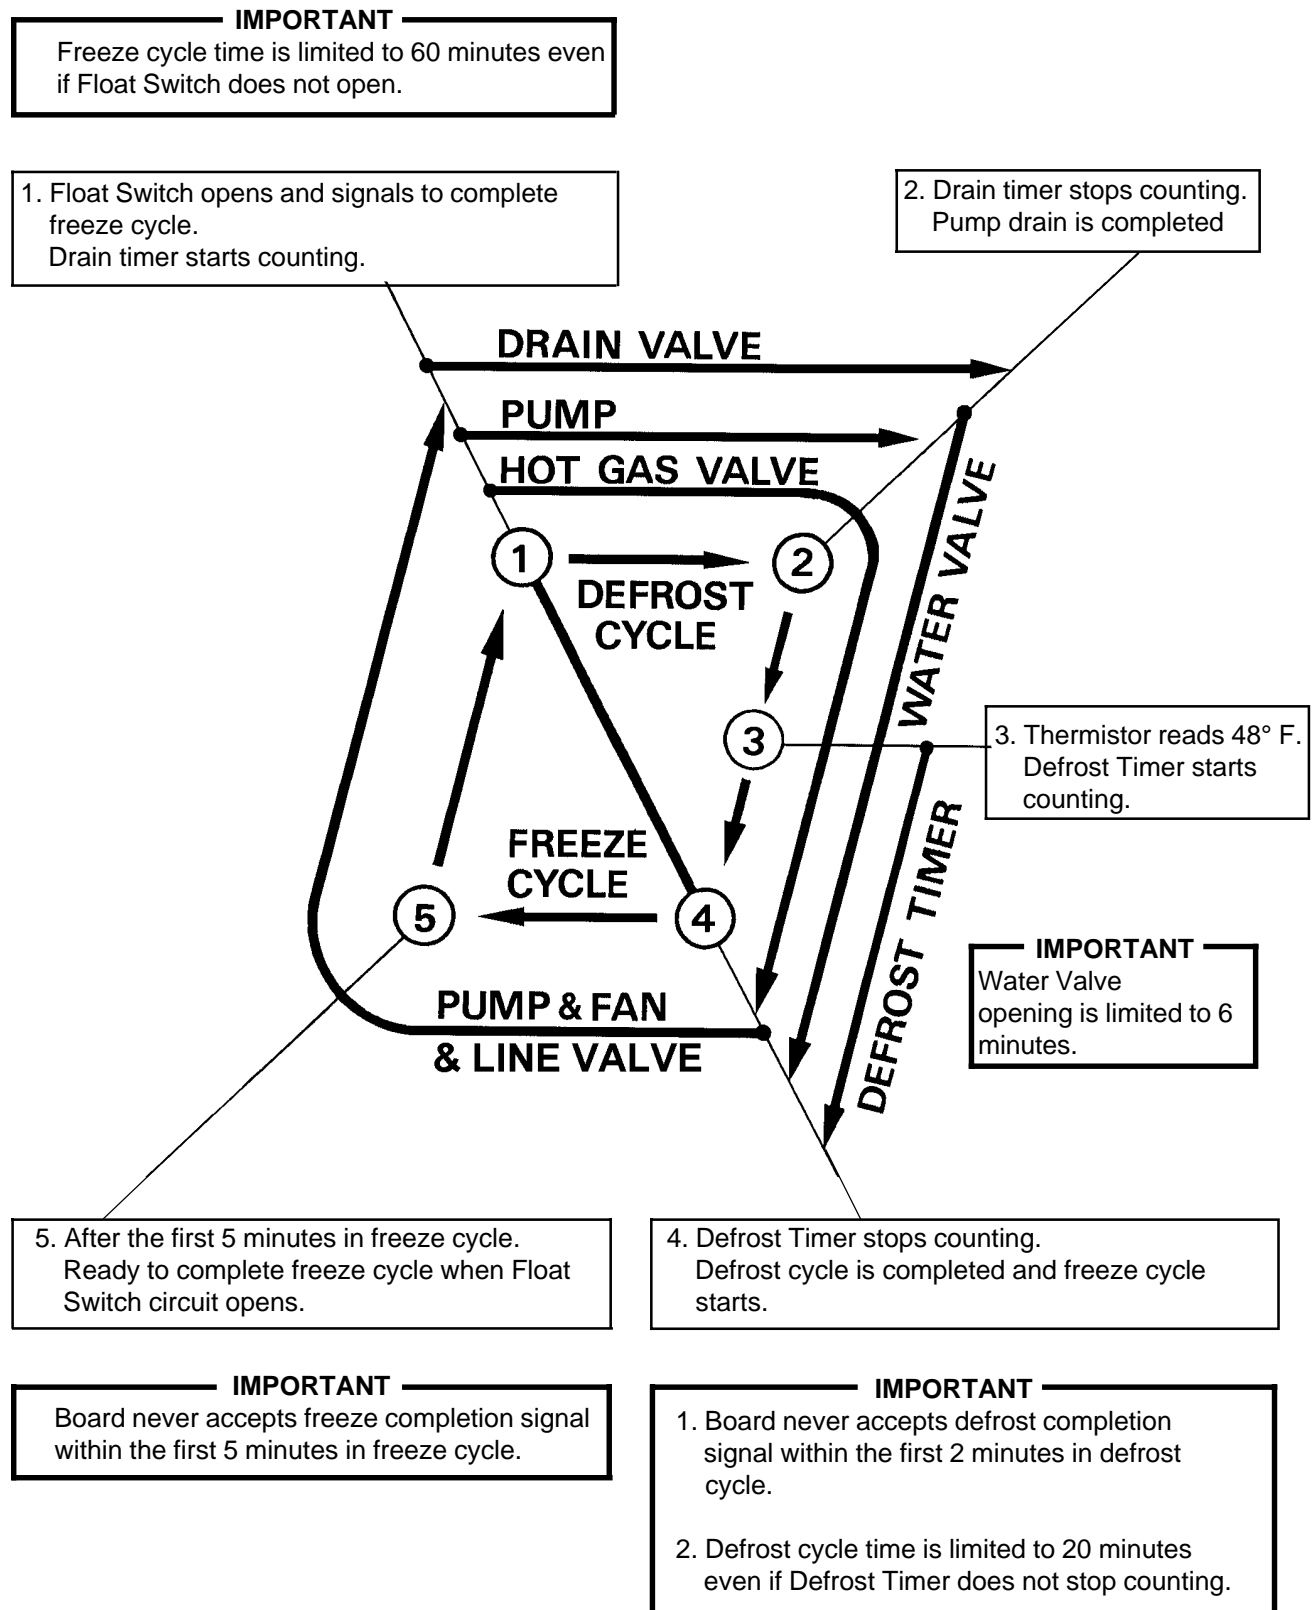 IMPORTANT
Freeze cycle time is limited to 60 minutes even
if Float Switch does not open.
1. Float Switch opens and signals to complete
freeze cycle.
Drain timer starts counting.
2. Drain timer stops counting.
Pump drain is completed
DRAIN VALVE
PUMP
HOT GAS VALVE
WATER VALVE
1
2
DEFROST
CYCLE
3
3. Thermistor reads 48° F.
Defrost Timer starts
counting.
DEFROST TIMER
FREEZE
CYCLE
5
4
IMPORTANT
Water Valve
opening is limited to 6
minutes.
PUMP & FAN
& LINE VALVE
5. After the first 5 minutes in freeze cycle.
Ready to complete freeze cycle when Float
Switch circuit opens.
4. Defrost Timer stops counting.
Defrost cycle is completed and freeze cycle
starts.
IMPORTANT
Board never accepts freeze completion signal
within the first 5 minutes in freeze cycle.
IMPORTANT
1. Board never accepts defrost completion
signal within the first 2 minutes in defrost
cycle.
2. Defrost cycle time is limited to 20 minutes
even if Defrost Timer does not stop counting.